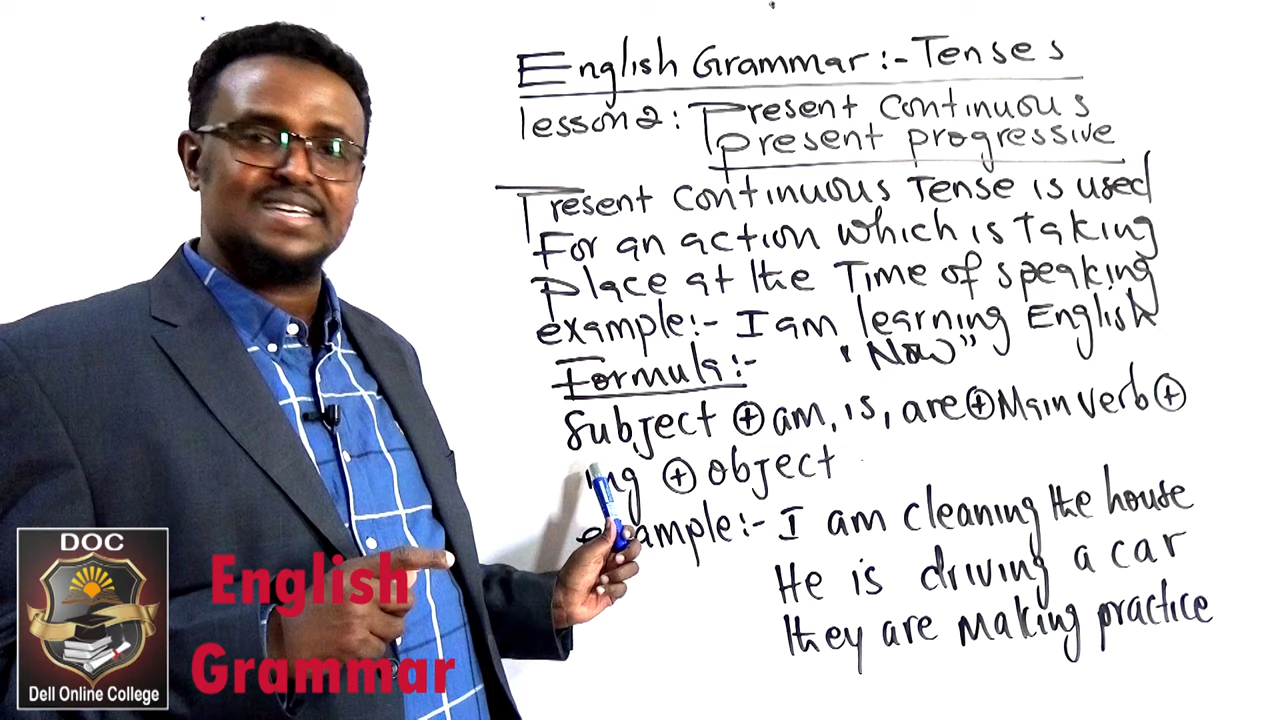 English Grammar:- Tenses
lesson 2: Present Continuous
present progressive
Present Continuous Tense is used
For an action which is Taking
Place at the Time of speaking
example:- I am learning English
"Now"
Formula:-
Subject + am, is, are + Main verb +
ing + object
example:- I am cleaning the house
He is driving a car
they are making practice
DOC
Dell Online College
English
Grammar